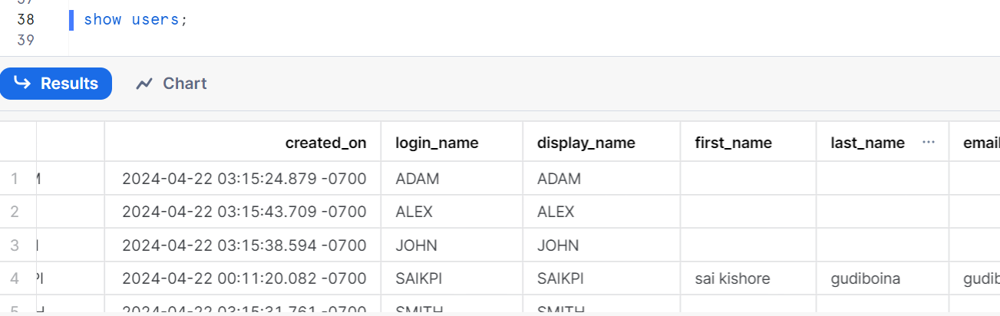 37
38 show users;
39
Results Chart
created_on login_name display_name first_name last_name ... email
1 2024-04-22 03:15:24.879 -0700 ADAM ADAM
2 2024-04-22 03:15:43.709 -0700 ALEX ALEX
3 2024-04-22 03:15:38.594 -0700 JOHN JOHN
4 PI 2024-04-22 00:11:20.082 -0700 SAIKPI SAIKPI sai kishore gudiboina gudib
5 2024-04-22 03:15:31.761 -0700 SMITH SMITH